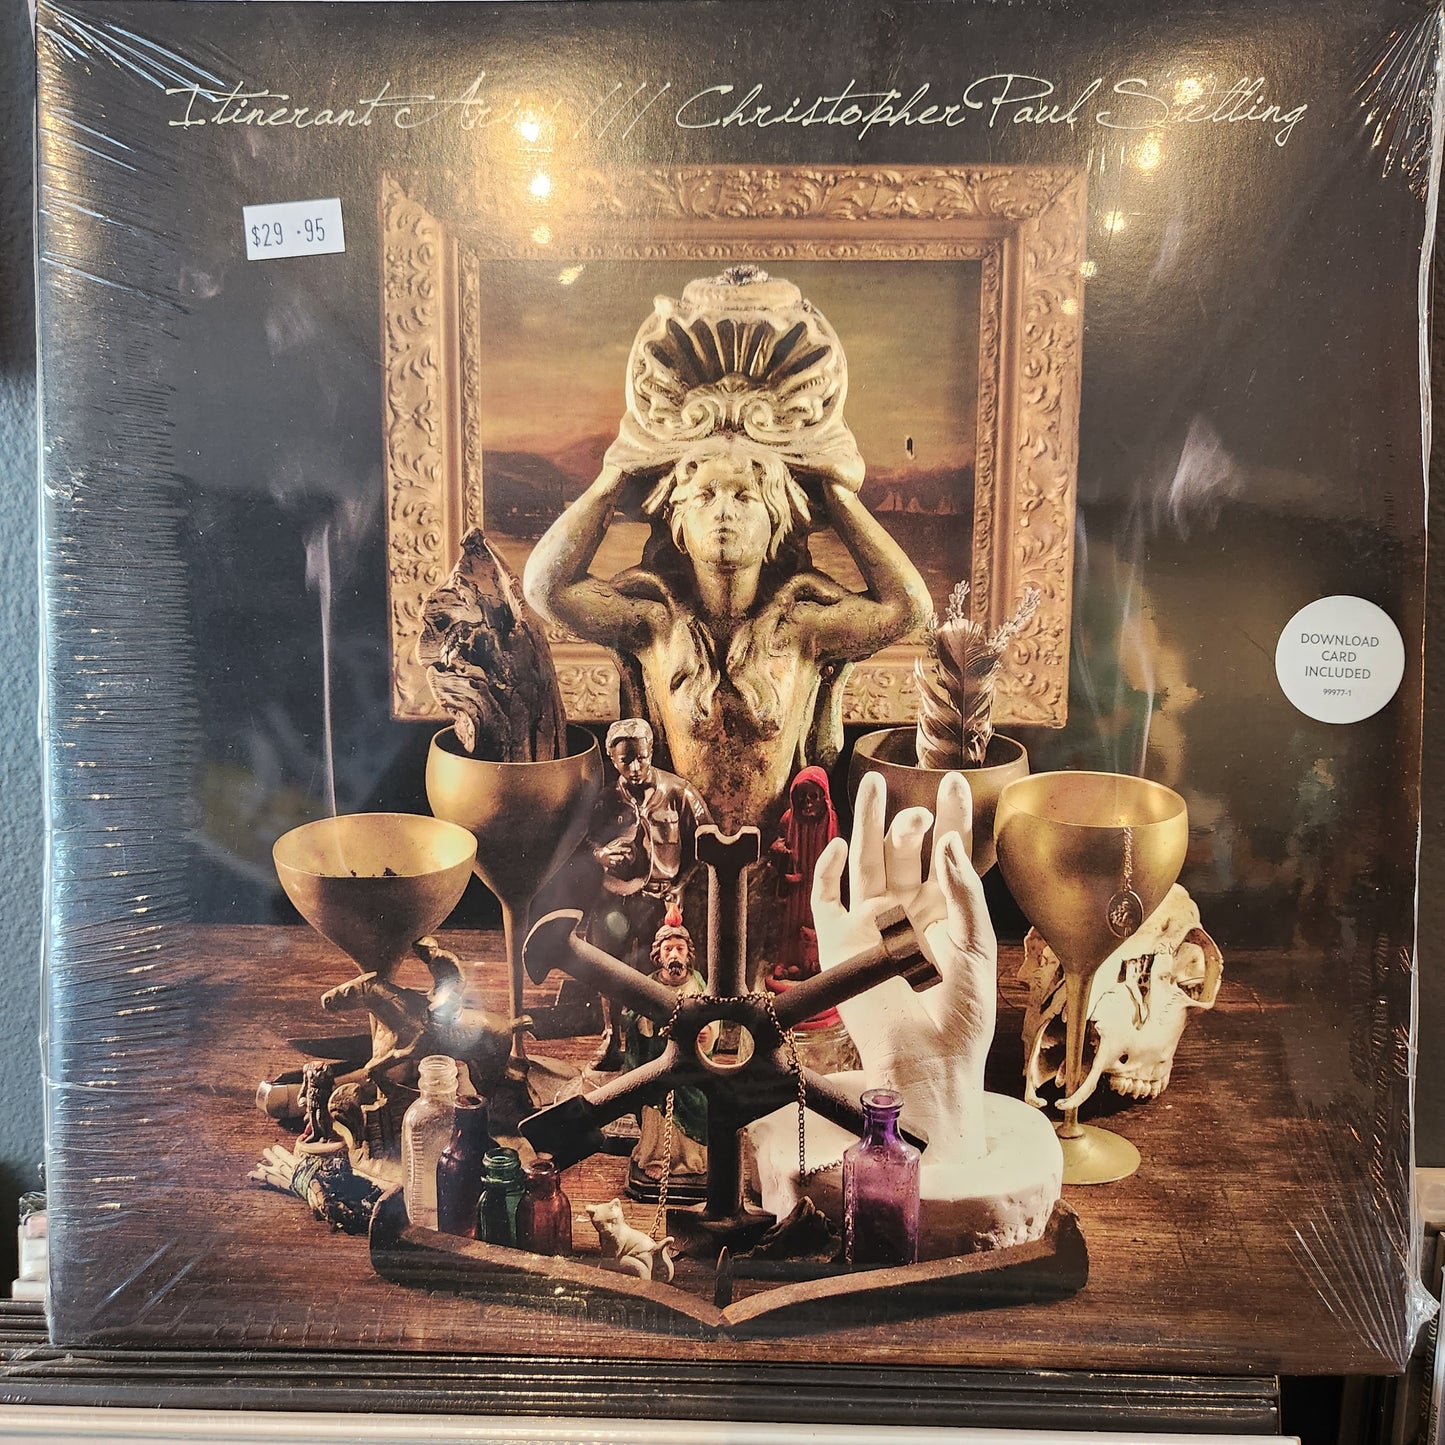 Itinerant Arias /// Christopher Paul Stelling
$29.95
DOWNLOAD
CARD
INCLUDED
99977-1